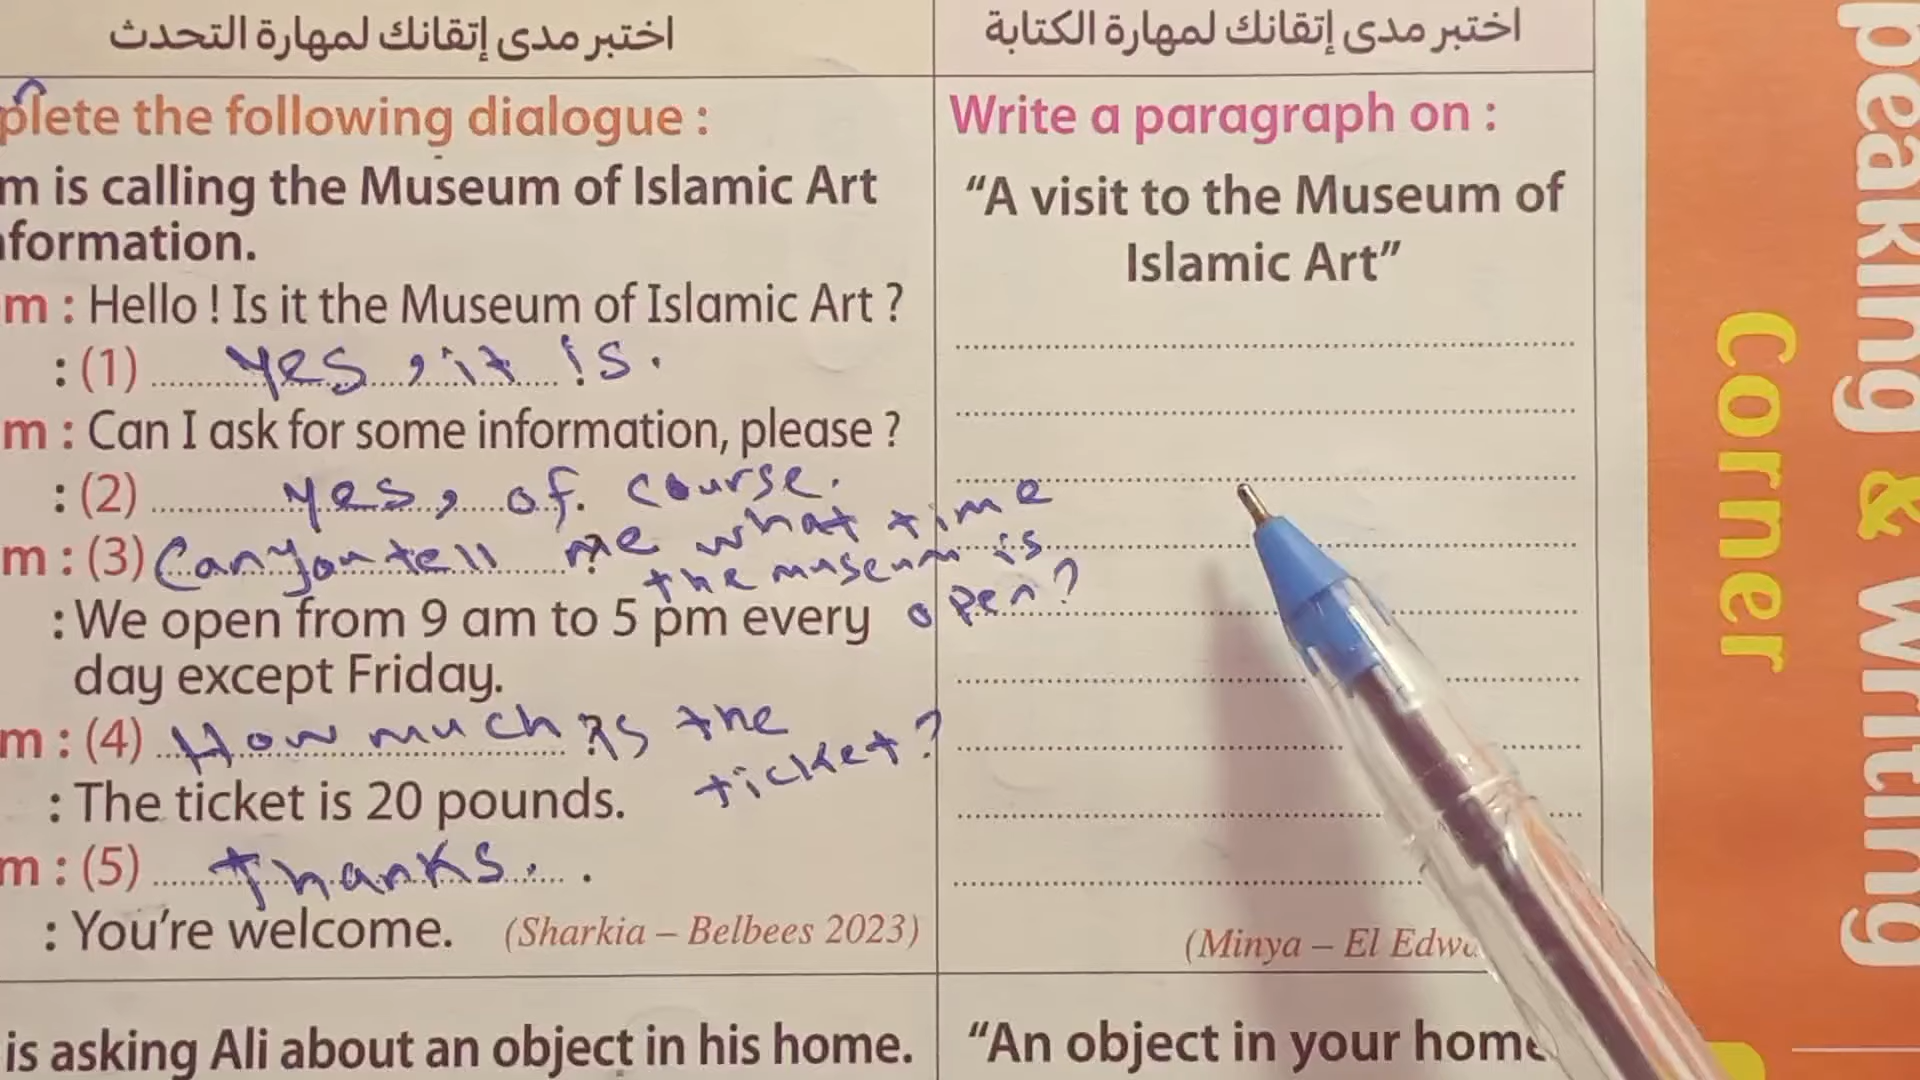 اختبر مدى إتقانك لمهارة التحدث
plete the following dialogue :
m is calling the Museum of Islamic Art
formation.
m : Hello ! Is it the Museum of Islamic Art ?
: (1) Yes, it is.
m : Can I ask for some information, please ?
: (2) yes, of course.
m : (3) Can you tell me what time
the museum is
open?
: We open from 9 am to 5 pm every
day except Friday.
m : (4) How much is the
ticket?
: The ticket is 20 pounds.
m : (5) Thanks.
: You're welcome. (Sharkia – Belbees 2023)
is asking Ali about an object in his home.
اختبر مدى إتقانك لمهارة الكتابة
Write a paragraph on :
“A visit to the Museum of
Islamic Art”
(Minya – El Edw
“An object in your home
peaking & Writing
Corner